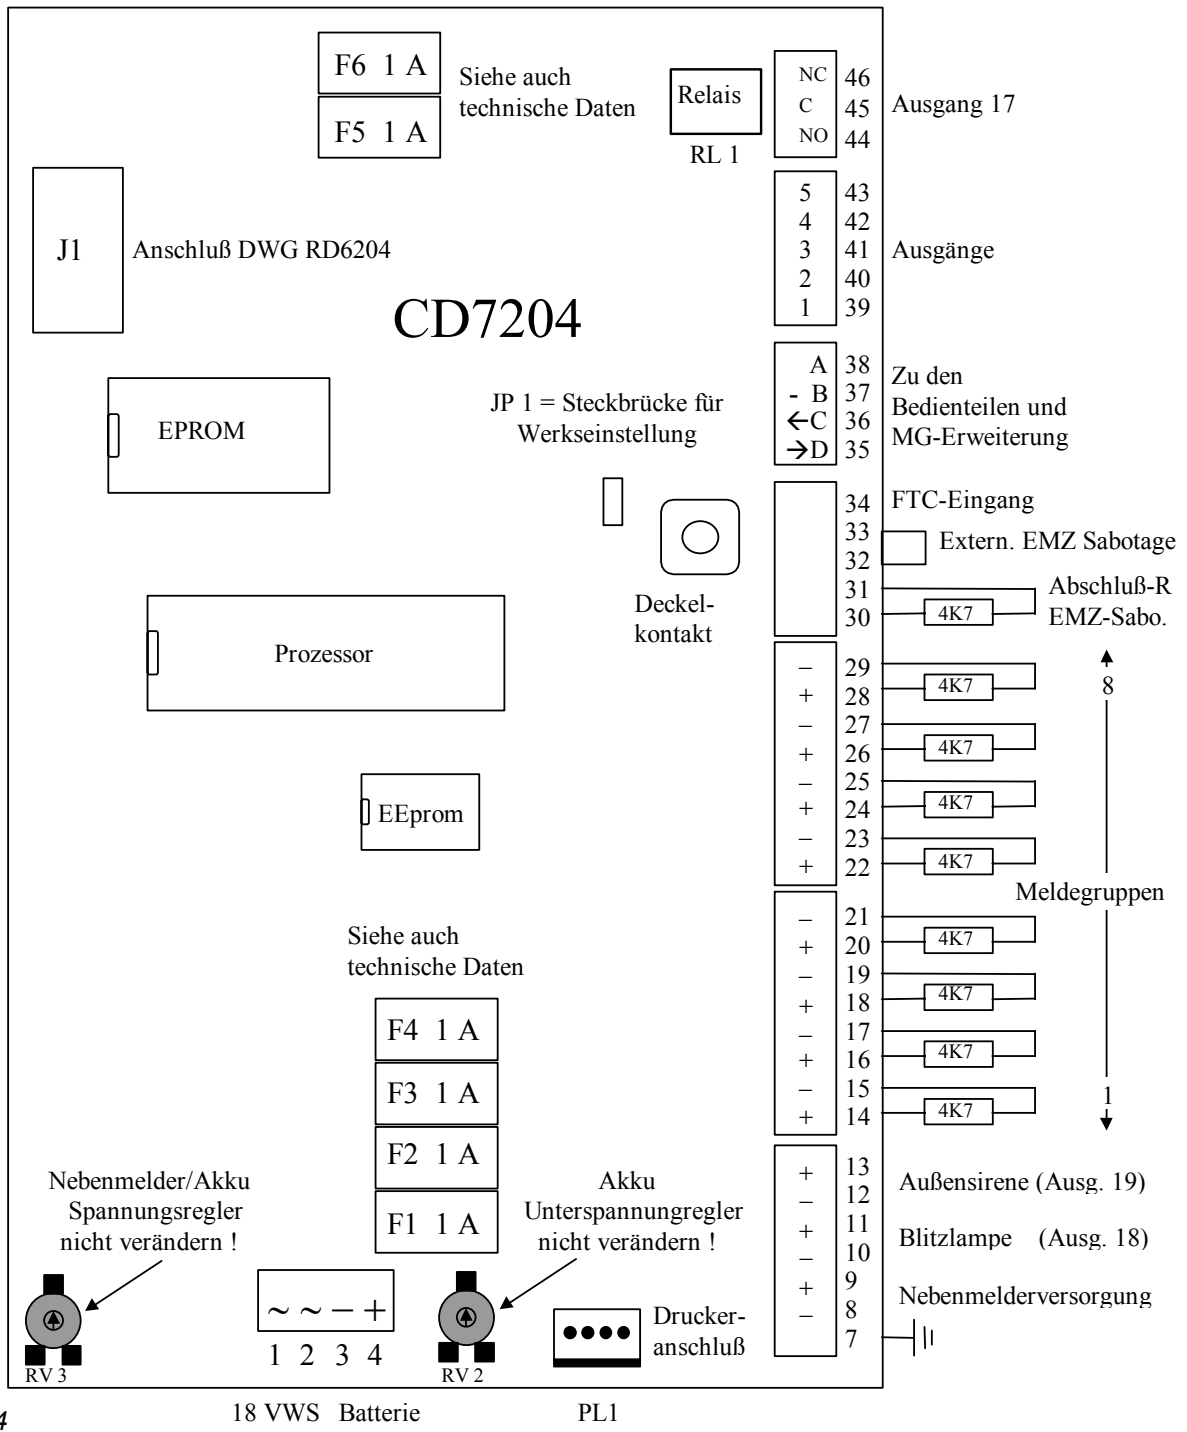 F6 1 A
F5 1 A
Siehe auch
technische Daten
Relais
RL 1
NC 46
C 45
NO 44
Ausgang 17
J1
Anschluß DWG RD6204
5 43
4 42
3 41
2 40
1 39
Ausgänge
CD7204
A 38
- B 37
←C 36
→D 35
Zu den
Bedienteilen und
MG-Erweiterung
EPROM
JP 1 = Steckbrücke für
Werkseinstellung
34
33
32
31
30
FTC-Eingang
Extern. EMZ Sabotage
Abschluß-R
EMZ-Sabo.
4K7
Deckel-
kontakt
Prozessor
– 29
+ 28
4K7
– 27
+ 26
4K7
– 25
+ 24
4K7
– 23
+ 22
4K7
8
Meldegruppen
1
EEprom
– 21
+ 20
4K7
– 19
+ 18
4K7
– 17
+ 16
4K7
– 15
+ 14
4K7
Siehe auch
technische Daten
F4 1 A
F3 1 A
F2 1 A
F1 1 A
Nebenmelder/Akku
Spannungsregler
nicht verändern !
Akku
Unterspannungregler
nicht verändern !
+ 13
– 12
Außensirene (Ausg. 19)
+ 11
– 10
Blitzlampe (Ausg. 18)
+ 9
– 8
Nebenmelderversorgung
7
RV 3
~ ~ – +
1 2 3 4
RV 2
Drucker-
anschluß
18 VWS Batterie
PL1
4